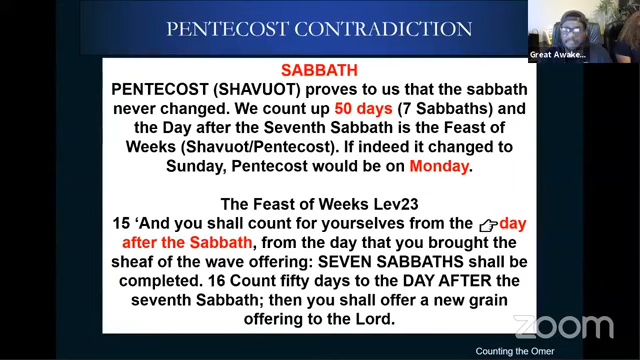 PENTECOST CONTRADICTION
Great Awake...
SABBATH
PENTECOST (SHAVUOT) proves to us that the sabbath
never changed. We count up 50 days (7 Sabbaths) and
the Day after the Seventh Sabbath is the Feast of
Weeks (Shavuot/Pentecost). If indeed it changed to
Sunday, Pentecost would be on Monday.
The Feast of Weeks Lev23
15 ‘And you shall count for yourselves from the day
after the Sabbath, from the day that you brought the
sheaf of the wave offering: SEVEN SABBATHS shall be
completed. 16 Count fifty days to the DAY AFTER the
seventh Sabbath; then you shall offer a new grain
offering to the Lord.
zoom
Counting the Omer